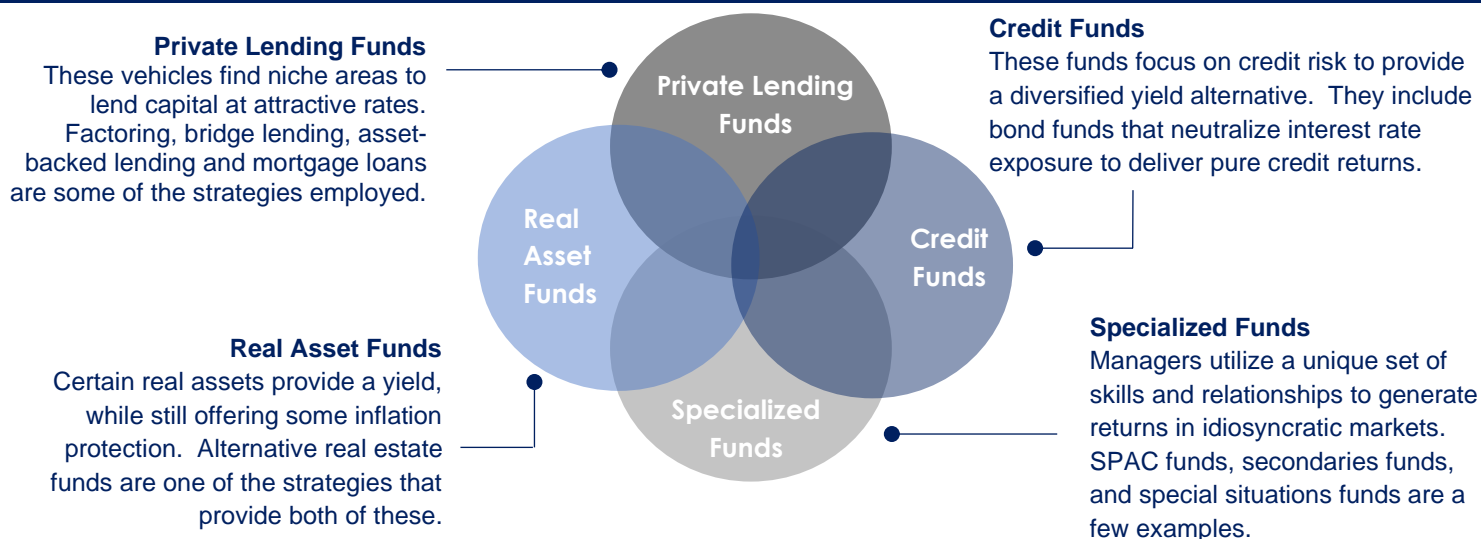 Private Lending Funds
These vehicles find niche areas to
lend capital at attractive rates.
Factoring, bridge lending, asset-
backed lending and mortgage loans
are some of the strategies employed.
Credit Funds
These funds focus on credit risk to provide
a diversified yield alternative.  They include
bond funds that neutralize interest rate
exposure to deliver pure credit returns.
Private Lending
Funds
Real
Asset
Funds
Credit
Funds
Specialized
Funds
Real Asset Funds
Certain real assets provide a yield,
while still offering some inflation
protection.  Alternative real estate
funds are one of the strategies that
provide both of these.
Specialized Funds
Managers utilize a unique set of
skills and relationships to generate
returns in idiosyncratic markets.
SPAC funds, secondaries funds,
and special situations funds are a
few examples.